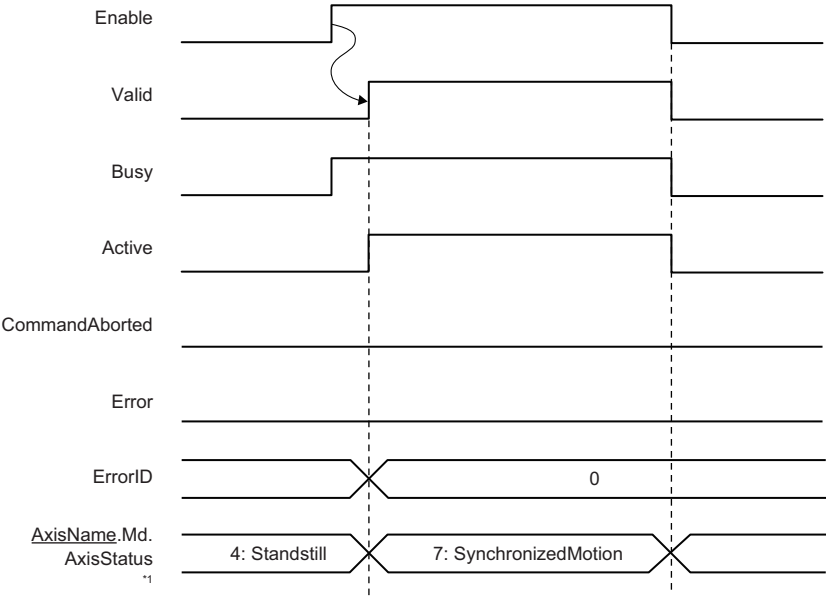 Enable
Valid
Busy
Active
CommandAborted
Error
ErrorID
0
AxisName.Md.
AxisStatus
*1
4: Standstill
7: SynchronizedMotion